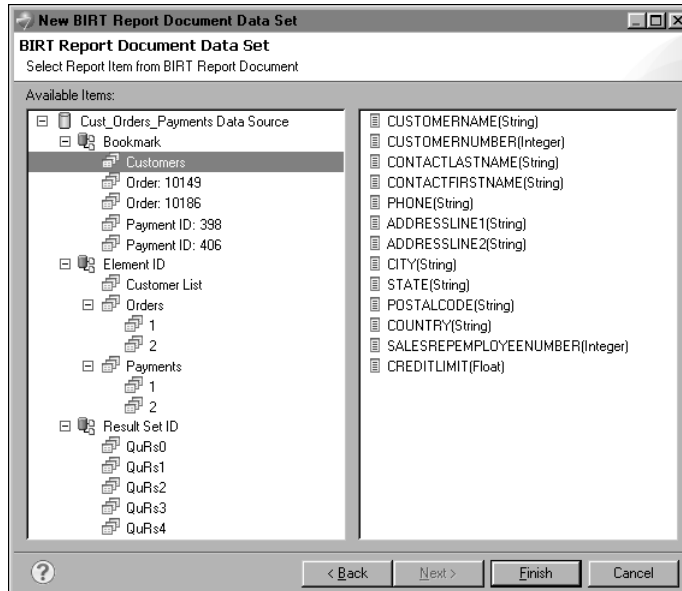 New BIRT Report Document Data Set
BIRT Report Document Data Set
Select Report Item from BIRT Report Document
Available Items:
Cust_Orders_Payments Data Source
Bookmark
Customers
Order: 10149
Order: 10186
Payment ID: 398
Payment ID: 406
Element ID
Customer List
Orders
1
2
Payments
1
2
Result Set ID
QuRs0
QuRs1
QuRs2
QuRs3
QuRs4
CUSTOMERNAME(String)
CUSTOMERNUMBER(Integer)
CONTACTLASTNAME(String)
CONTACTFIRSTNAME(String)
PHONE(String)
ADDRESSLINE1(String)
ADDRESSLINE2(String)
CITY(String)
STATE(String)
POSTALCODE(String)
COUNTRY(String)
SALESREPEMPLOYEENUMBER(Integer)
CREDITLIMIT(Float)
? < Back Next > Finish Cancel